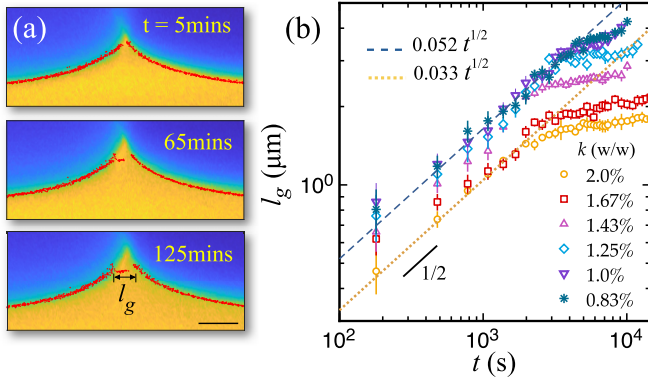 (a)
t = 5mins
65mins
125mins
l_g
(b)
0.052 t^{1/2}
0.033 t^{1/2}
l_g (μm)
10^0
1/2
k (w/w)
2.0%
1.67%
1.43%
1.25%
1.0%
0.83%
10^2
10^3
10^4
t (s)